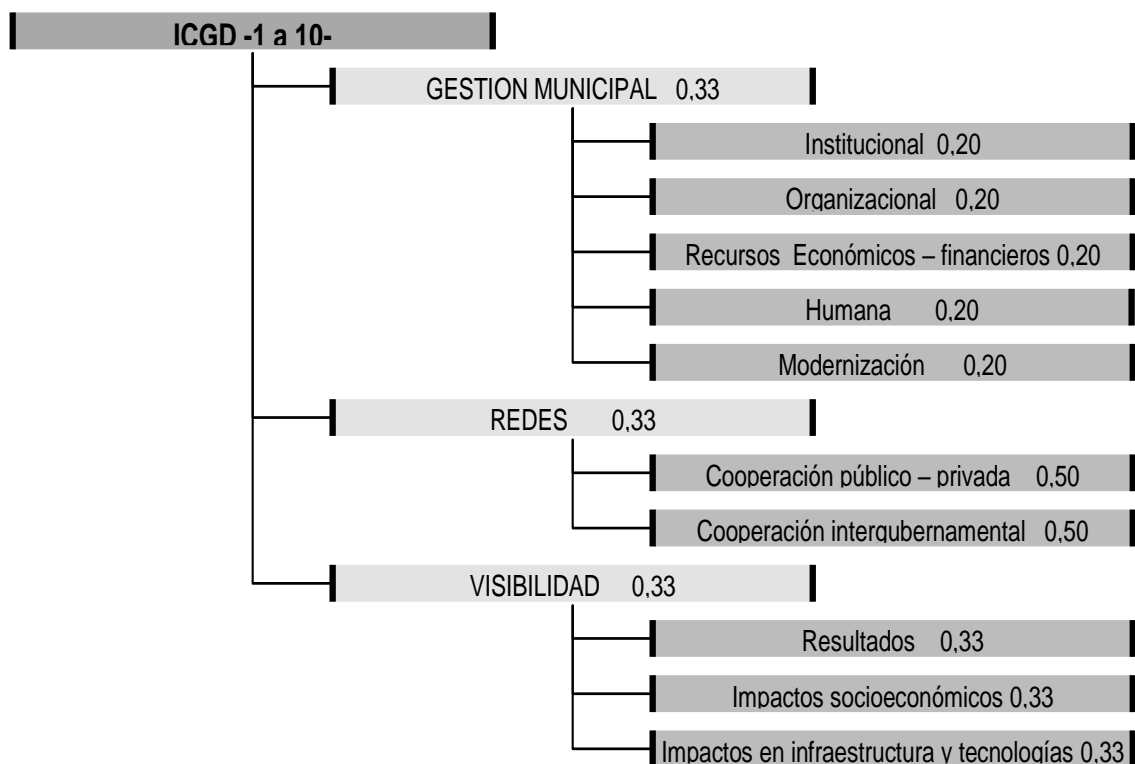 ICGD -1 a 10-
GESTION MUNICIPAL 0,33
Institucional 0,20
Organizacional 0,20
Recursos Económicos – financieros 0,20
Humana 0,20
Modernización 0,20
REDES 0,33
Cooperación público – privada 0,50
Cooperación intergubernamental 0,50
VISIBILIDAD 0,33
Resultados 0,33
Impactos socioeconómicos 0,33
Impactos en infraestructura y tecnologías 0,33